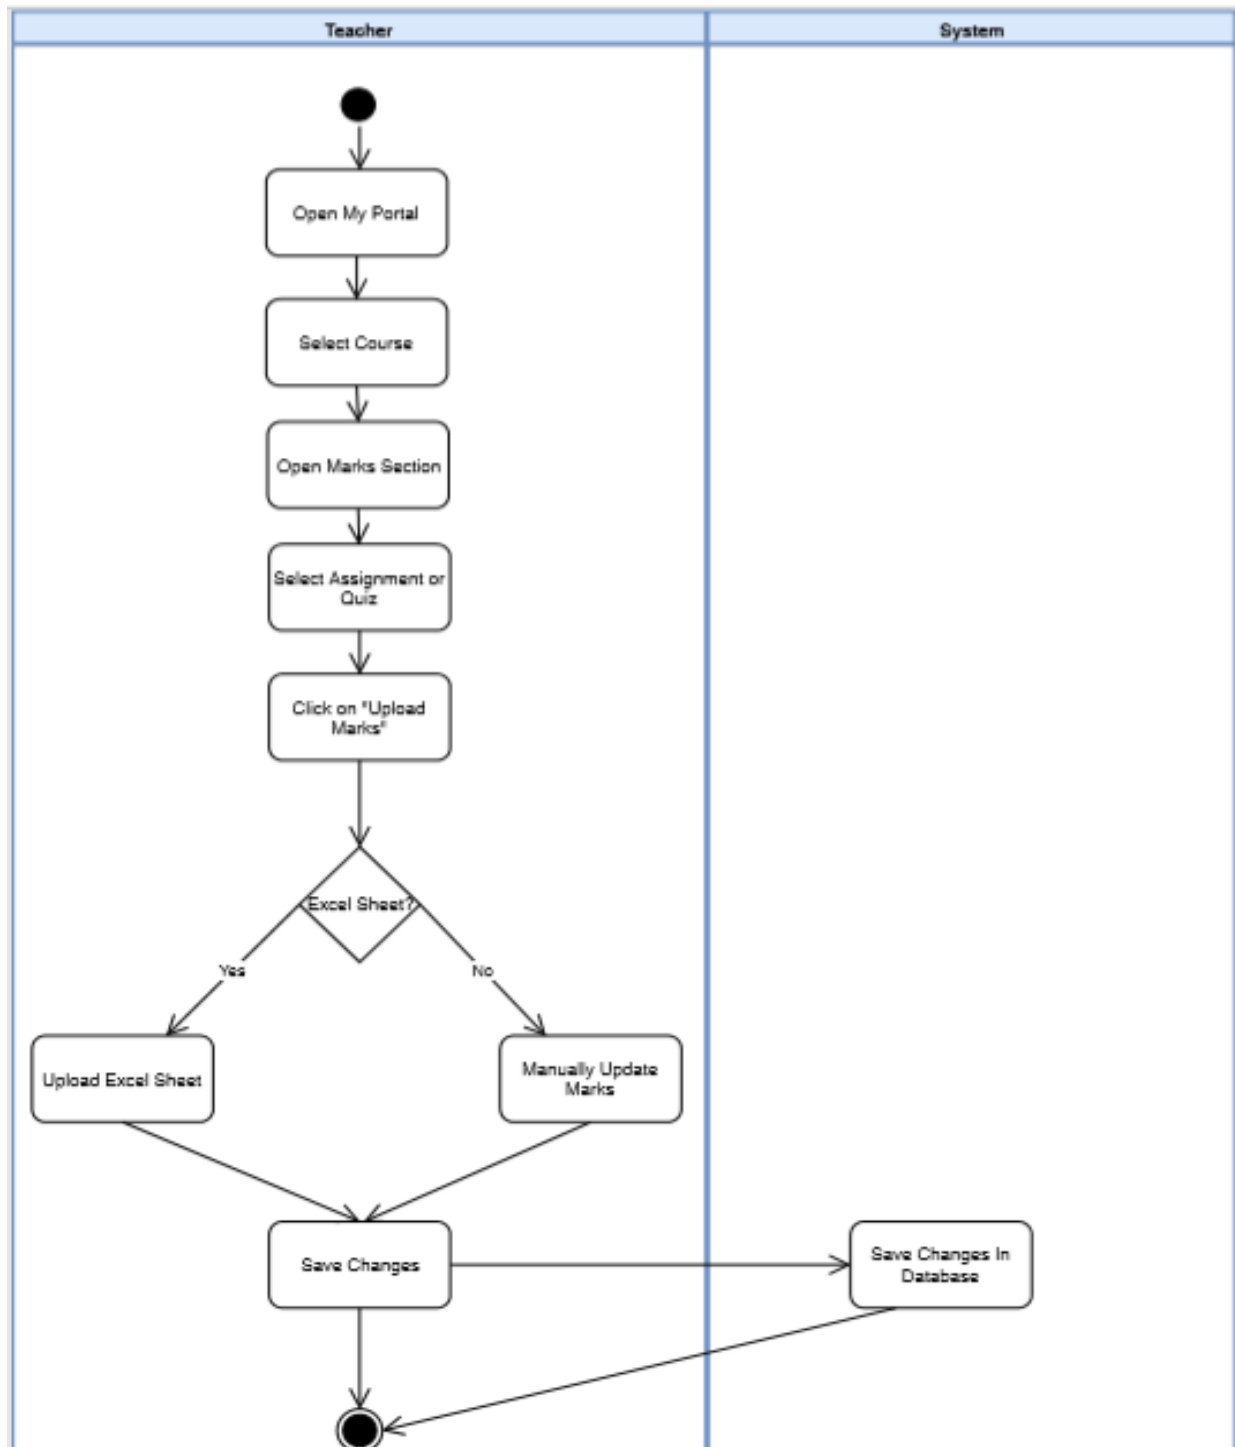 Teacher
System
Open My Portal
Select Course
Open Marks Section
Select Assignment or
Quiz
Click on "Upload
Marks"
Excel Sheet?
Yes
No
Upload Excel Sheet
Manually Update
Marks
Save Changes
Save Changes In
Database